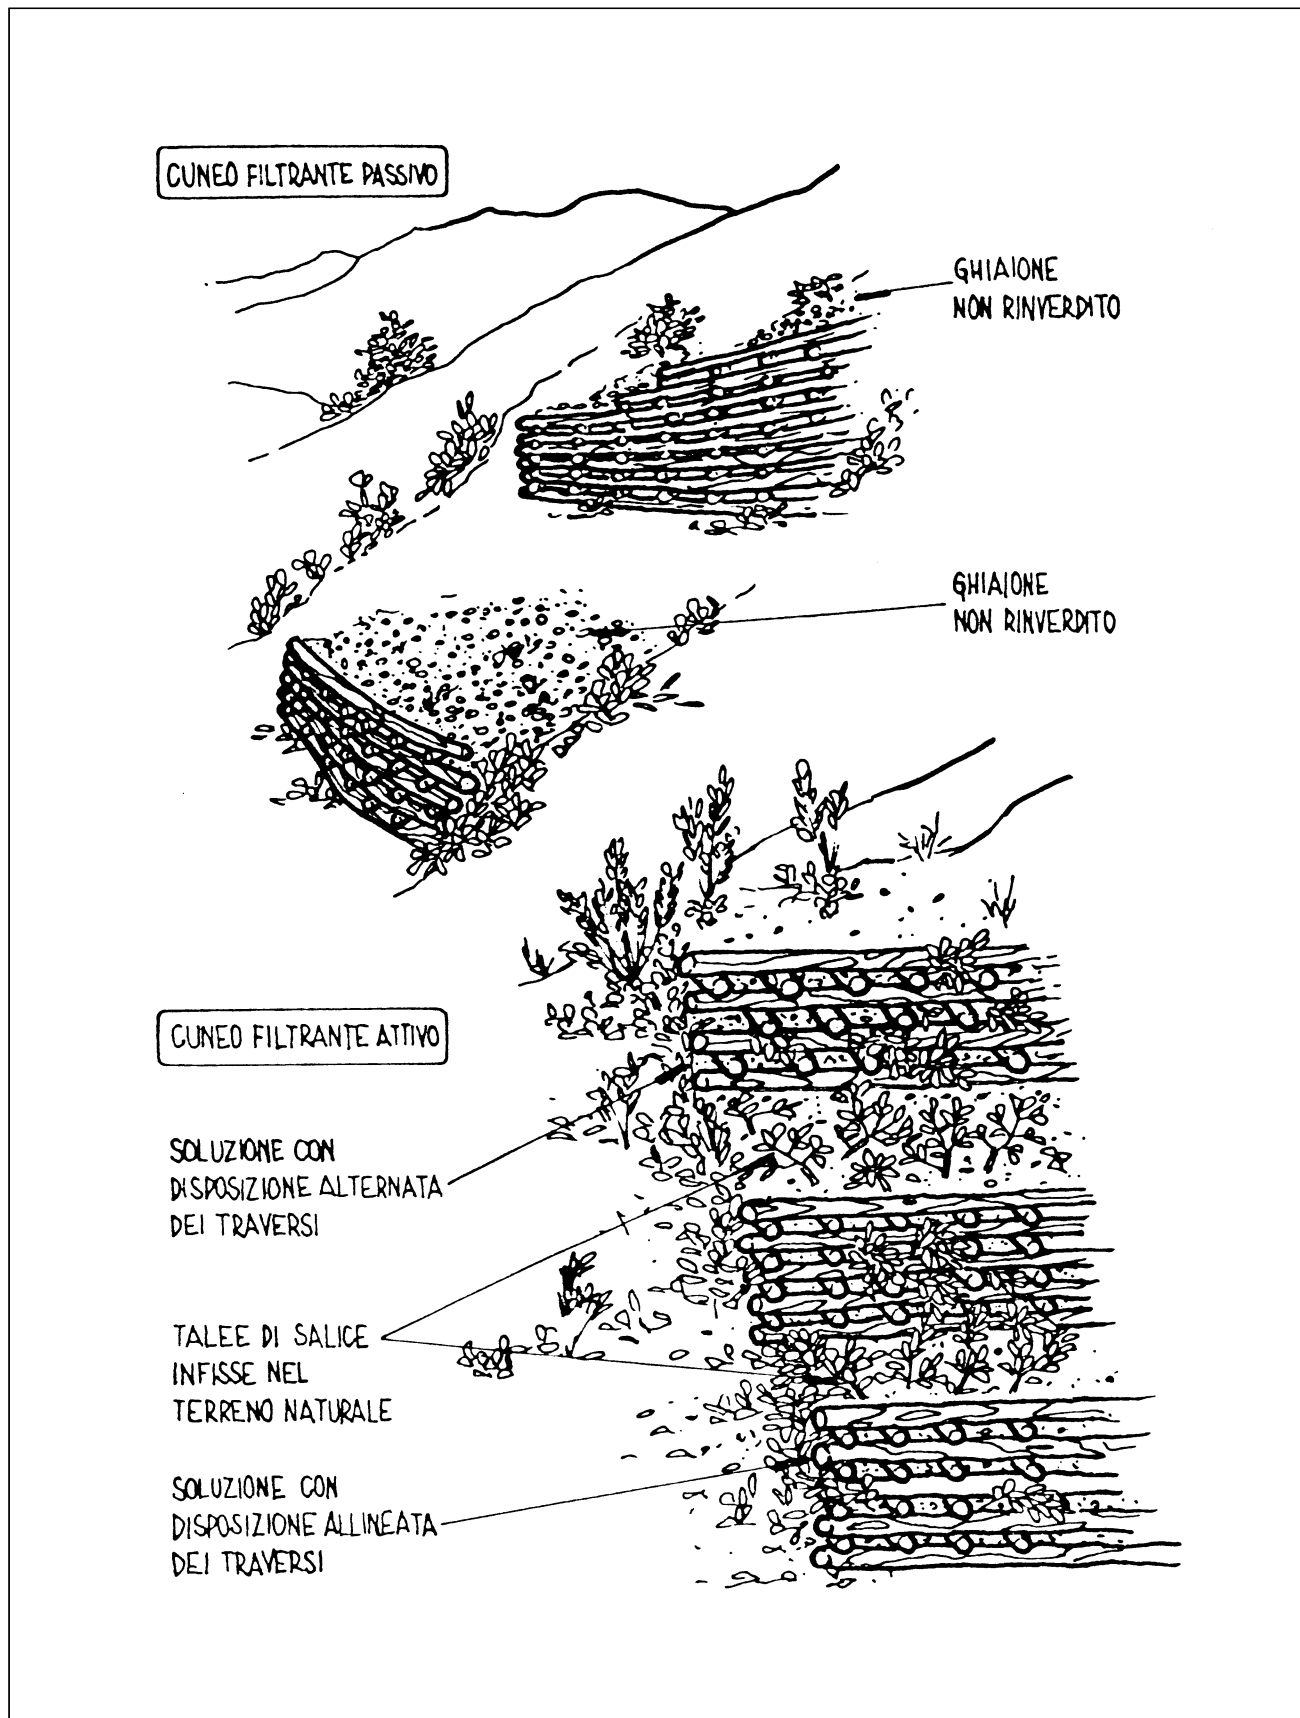 CUNEO FILTRANTE PASSIVO
GHIAIONE
NON RINVERDITO
GHIAIONE
NON RINVERDITO
CUNEO FILTRANTE ATTIVO
SOLUZIONE CON
DISPOSIZIONE ALTERNATA
DEI TRAVERSI
TALEE DI SALICE
INFISSE NEL
TERRENO NATURALE
SOLUZIONE CON
DISPOSIZIONE ALLINEATA
DEI TRAVERSI